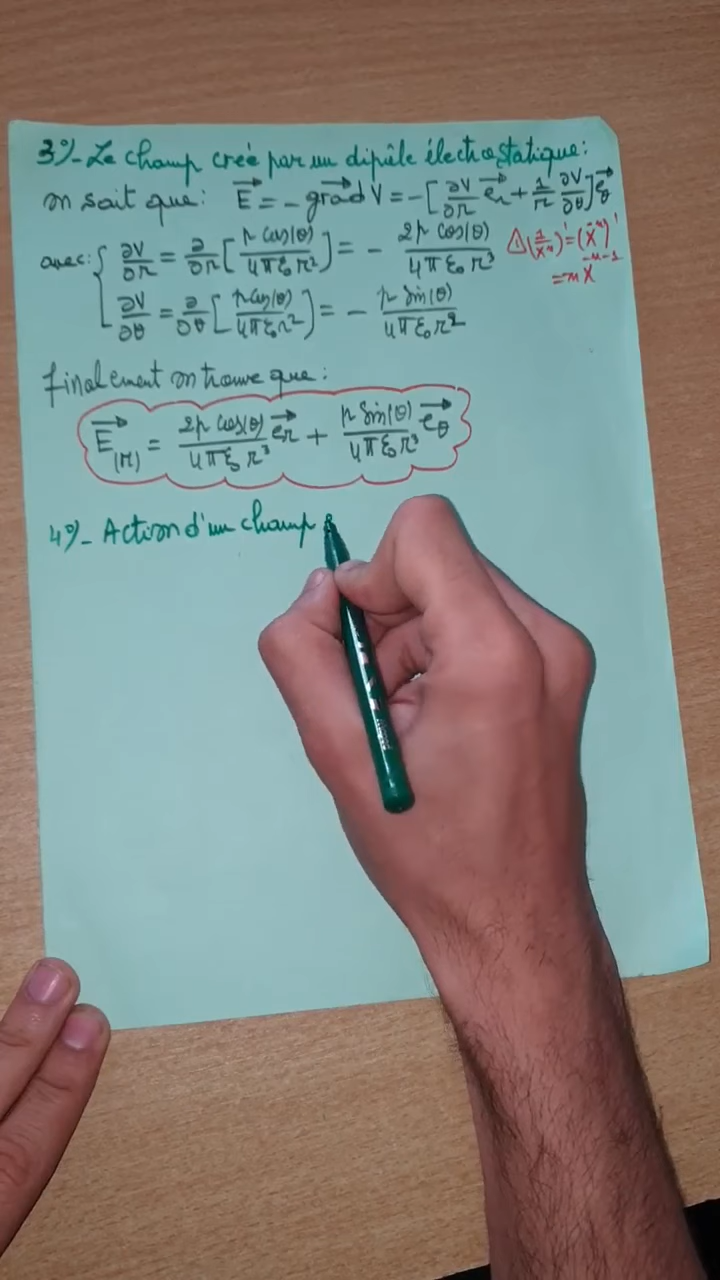 3°/- Le champ creé par un dipôle électrostatique:
on sait que: E⃗ = - grad⃗ V = - [∂V/∂r e⃗r + 1/r ∂V/∂θ] e⃗θ
avec: { ∂V/∂r = ∂/∂r [p cos(θ)/4πε₀r²] = - 2p cos(θ)/4πε₀r³ ⚠ (1/xⁿ)' = (x⁻ⁿ)'
= n x⁻ⁿ⁻¹
∂V/∂θ = ∂/∂θ [p cos(θ)/4πε₀r²] = - p sin(θ)/4πε₀r²
finalement on trouve que:
E⃗(M) = 2p cos(θ)/4πε₀r³ e⃗r + p sin(θ)/4πε₀r³ e⃗θ
4°/- Action d'un champ